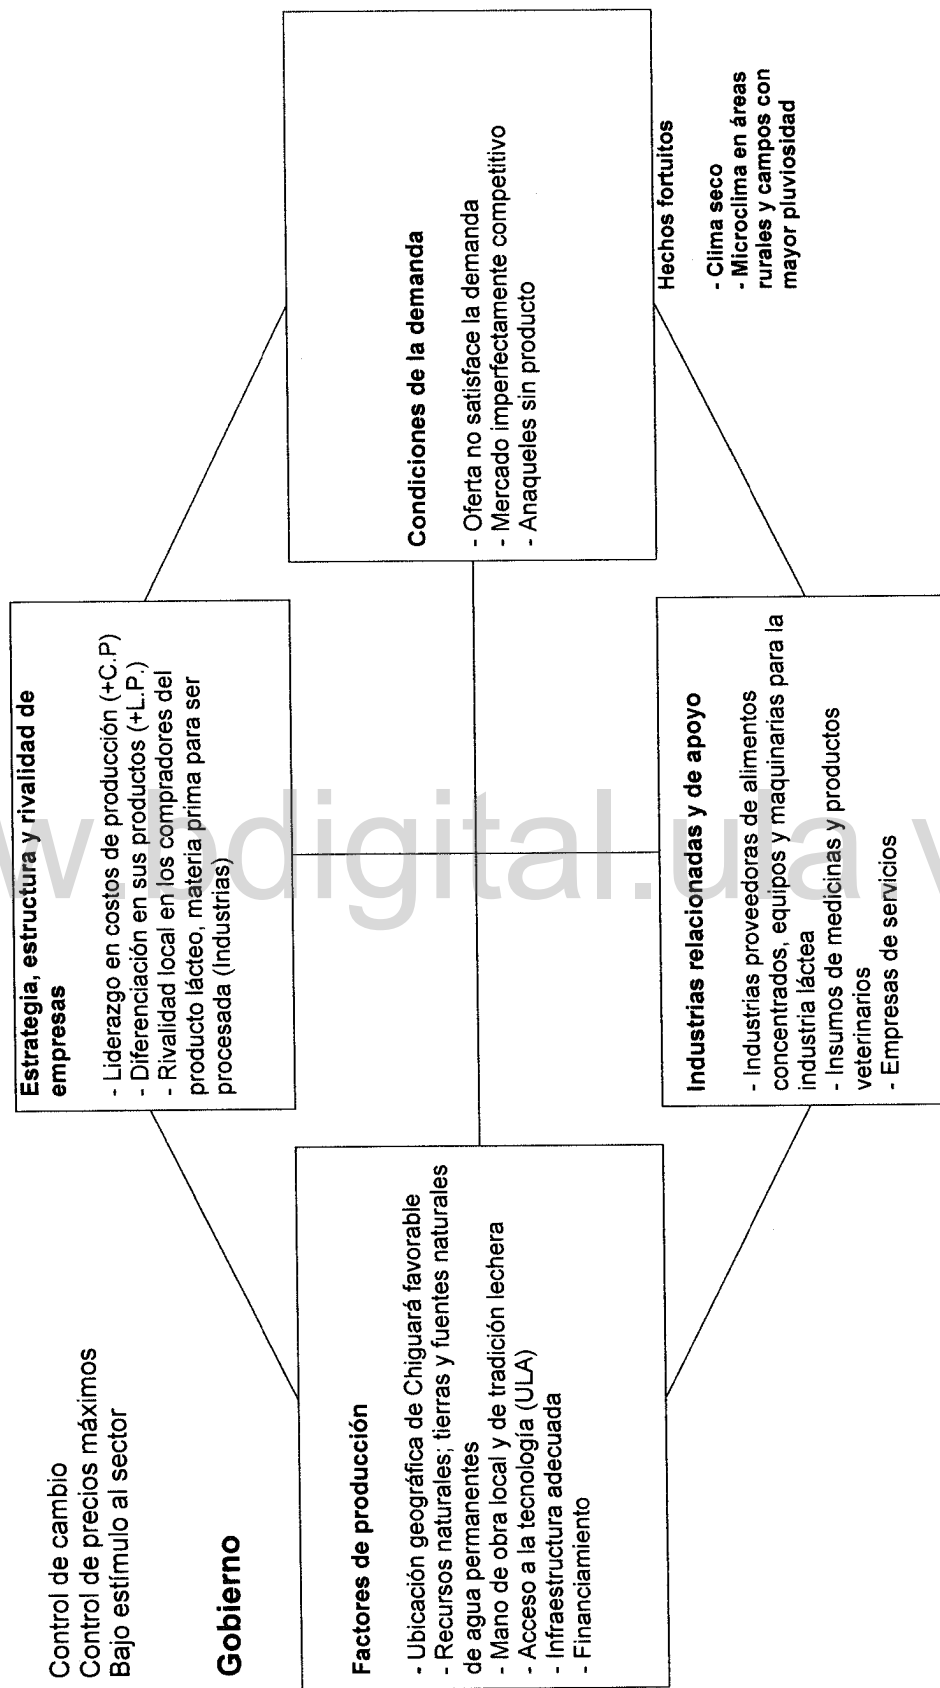 Control de cambio
Control de precios máximos
Bajo estímulo al sector
Gobierno
Estrategia, estructura y rivalidad de
empresas
- Liderazgo en costos de producción (+C.P)
- Diferenciación en sus productos (+L.P.)
- Rivalidad local en los compradores del
producto lácteo, materia prima para ser
procesada (Industrias)
Factores de producción
- Ubicación geográfica de Chiguará favorable
- Recursos naturales; tierras y fuentes naturales
de agua permanentes
- Mano de obra local y de tradición lechera
- Acceso a la tecnología (ULA)
- Infraestructura adecuada
- Financiamiento
Condiciones de la demanda
- Oferta no satisface la demanda
- Mercado imperfectamente competitivo
- Anaqueles sin producto
Industrias relacionadas y de apoyo
- Industrias proveedoras de alimentos
concentrados, equipos y maquinarias para la
industria láctea
- Insumos de medicinas y productos
veterinarios
- Empresas de servicios
Hechos fortuitos
- Clima seco
- Microclima en áreas
rurales y campos con
mayor pluviosidad
w.bdigital.ula.v